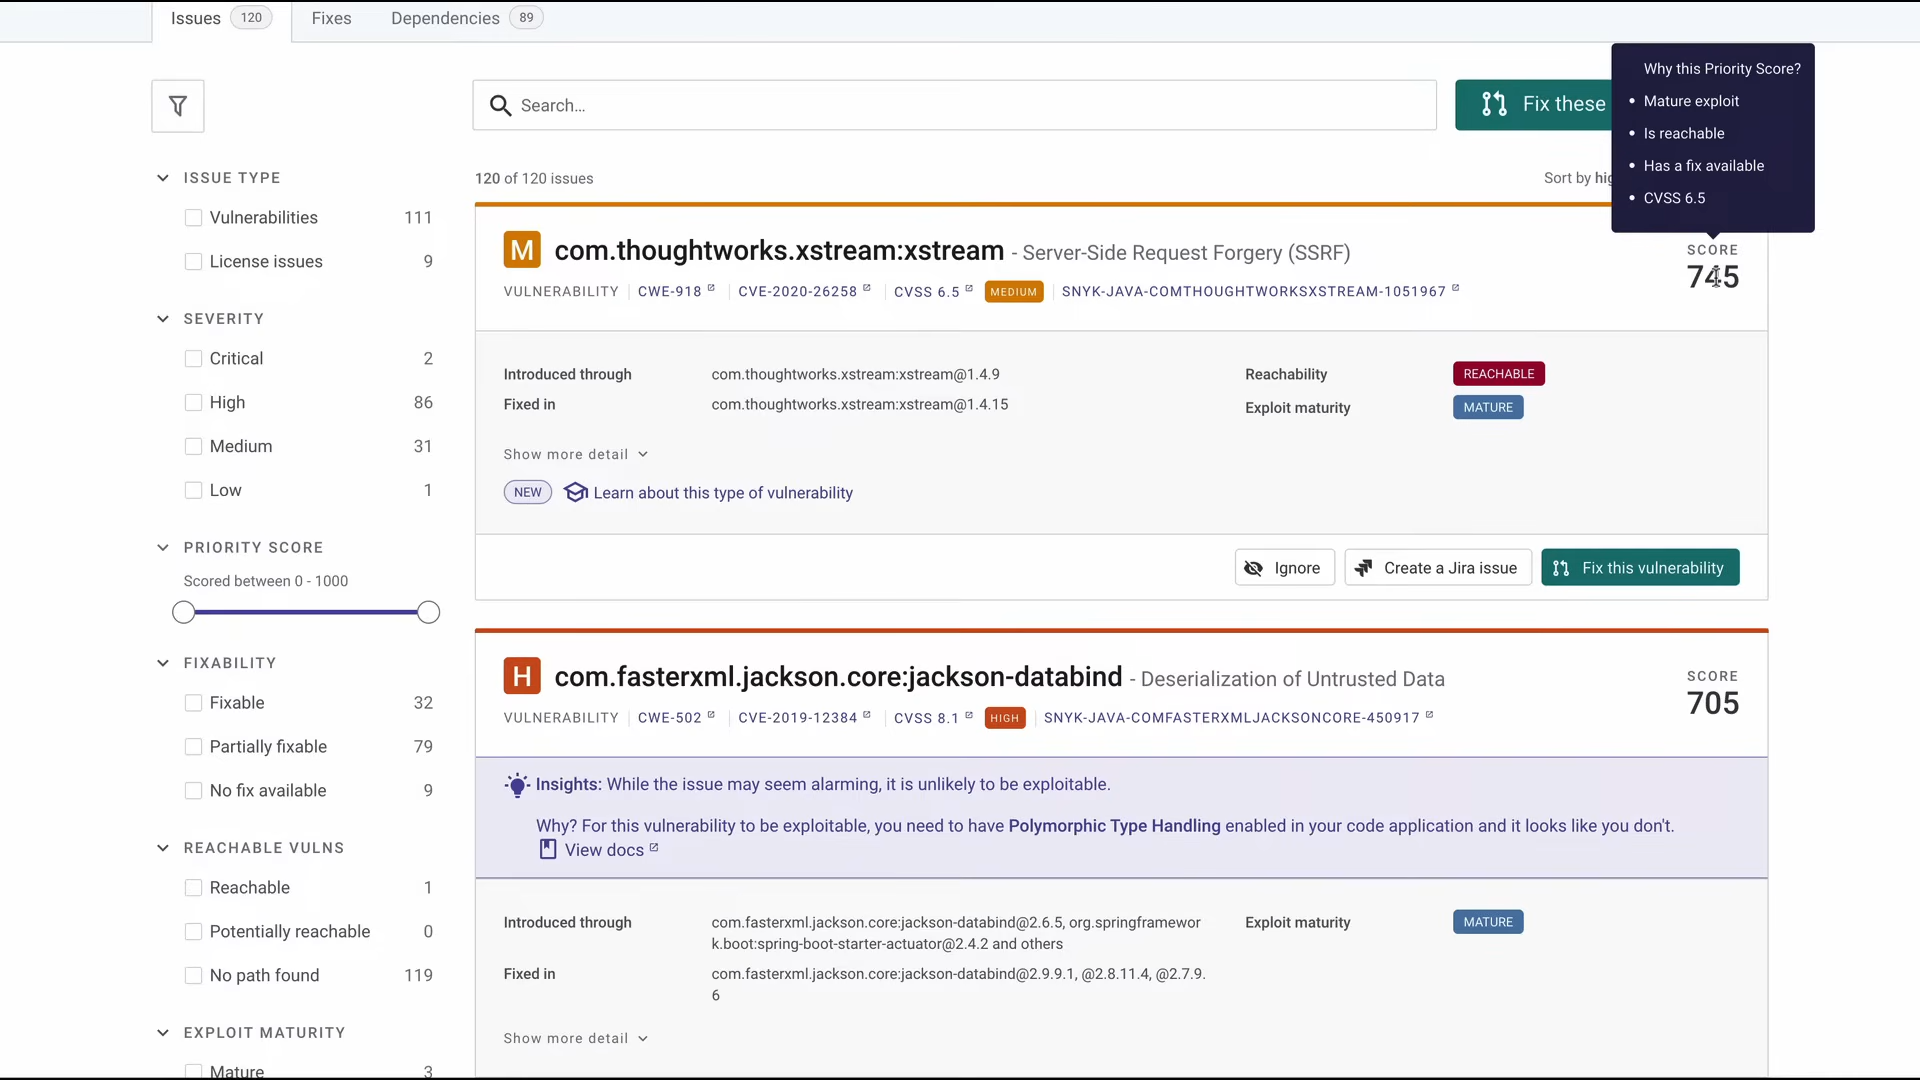 Issues 120 Fixes Dependencies 89
Search...
Fix these
Why this Priority Score?
• Mature exploit
• Is reachable
• Has a fix available
• CVSS 6.5
ISSUE TYPE
Vulnerabilities 111
License issues 9
SEVERITY
Critical 2
High 86
Medium 31
Low 1
PRIORITY SCORE
Scored between 0 - 1000
FIXABILITY
Fixable 32
Partially fixable 79
No fix available 9
REACHABLE VULNS
Reachable 1
Potentially reachable 0
No path found 119
EXPLOIT MATURITY
Mature 3
120 of 120 issues
Sort by
M com.thoughtworks.xstream:xstream - Server-Side Request Forgery (SSRF)
VULNERABILITY CWE-918 CVE-2020-26258 CVSS 6.5 MEDIUM SNYK-JAVA-COMTHOUGHTWORKSXSTREAM-1051967
SCORE
745
Introduced through com.thoughtworks.xstream:xstream@1.4.9
Fixed in com.thoughtworks.xstream:xstream@1.4.15
Reachability REACHABLE
Exploit maturity MATURE
Show more detail
NEW Learn about this type of vulnerability
Ignore Create a Jira issue Fix this vulnerability
H com.fasterxml.jackson.core:jackson-databind - Deserialization of Untrusted Data
VULNERABILITY CWE-502 CVE-2019-12384 CVSS 8.1 HIGH SNYK-JAVA-COMFASTERXMLJACKSONCORE-450917
SCORE
705
Insights: While the issue may seem alarming, it is unlikely to be exploitable.
Why? For this vulnerability to be exploitable, you need to have Polymorphic Type Handling enabled in your code application and it looks like you don't.
View docs
Introduced through com.fasterxml.jackson.core:jackson-databind@2.6.5, org.springframewor
k.boot:spring-boot-starter-actuator@2.4.2 and others
Fixed in com.fasterxml.jackson.core:jackson-databind@2.9.9.1, @2.8.11.4, @2.7.9.
6
Exploit maturity MATURE
Show more detail